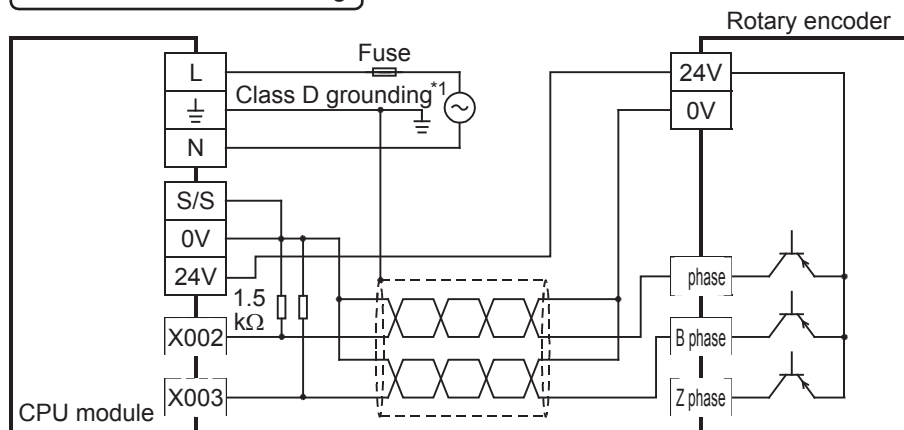 g
Rotary encoder
L
Fuse
Class D grounding*1
N
24V
0V
S/S
0V
24V
1.5
kΩ
X002
X003
CPU module
phase
B phase
Z phase